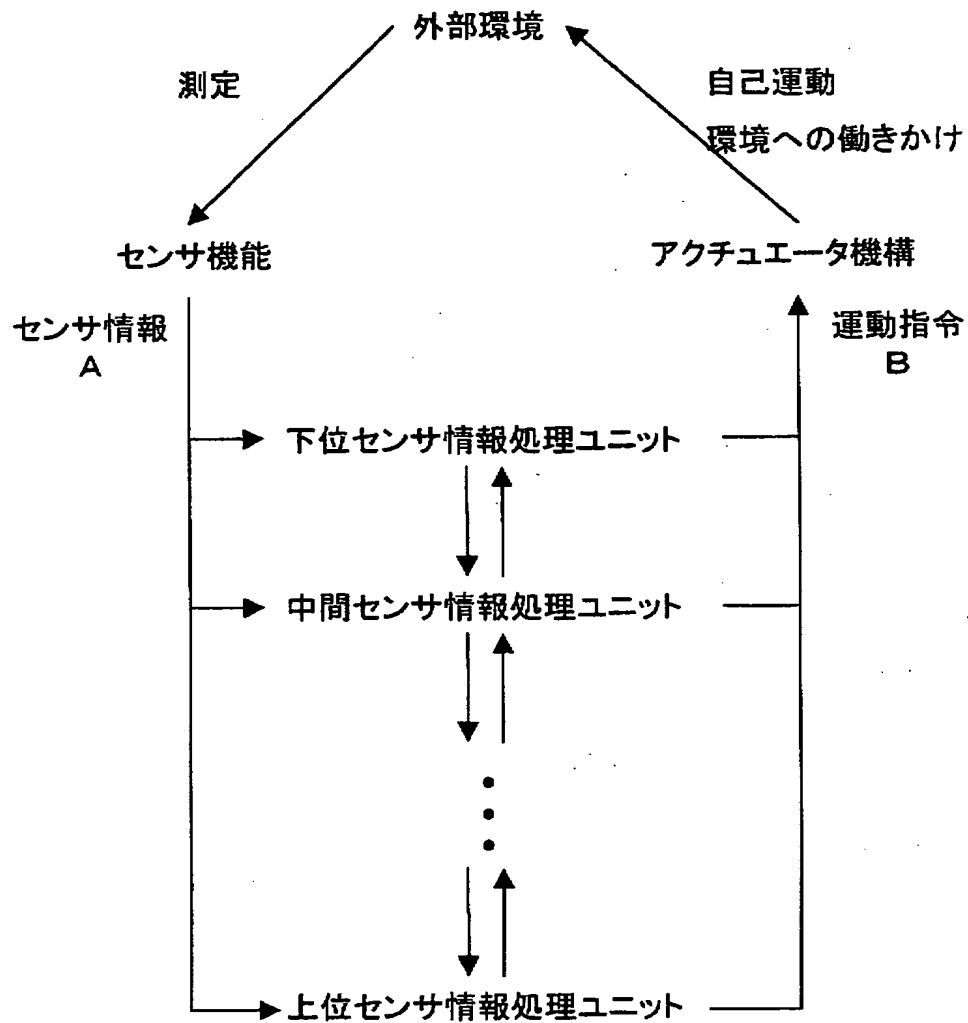 外部環境
測定
自己運動
環境への働きかけ
センサ機能
アクチュエータ機構
センサ情報
A
運動指令
B
下位センサ情報処理ユニット
中間センサ情報処理ユニット
上位センサ情報処理ユニット